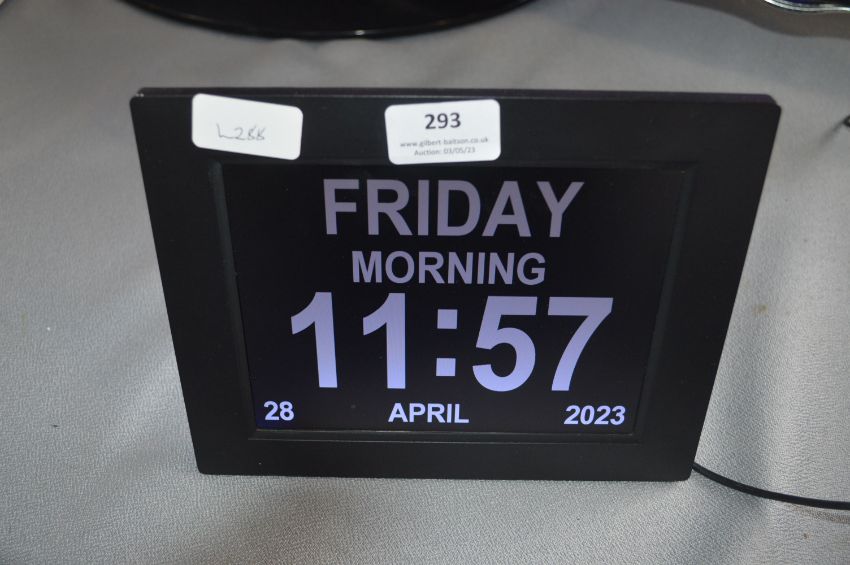 L288
293
www.gilbert-baitson.co.uk
Auction: 03/05/23
FRIDAY
MORNING
11:57
28 APRIL 2023